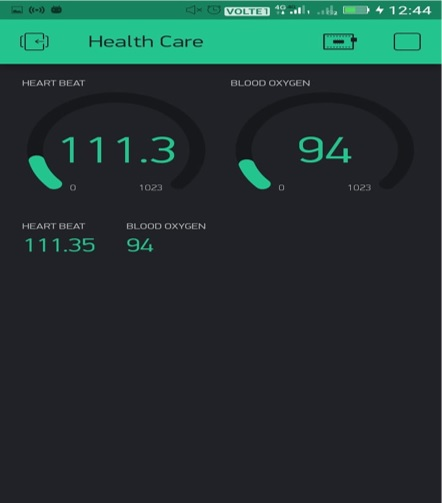 VOLTE1 4G 12:44
Health Care
HEART BEAT BLOOD OXYGEN
111.3 94
0 1023 0 1023
HEART BEAT BLOOD OXYGEN
111.35 94